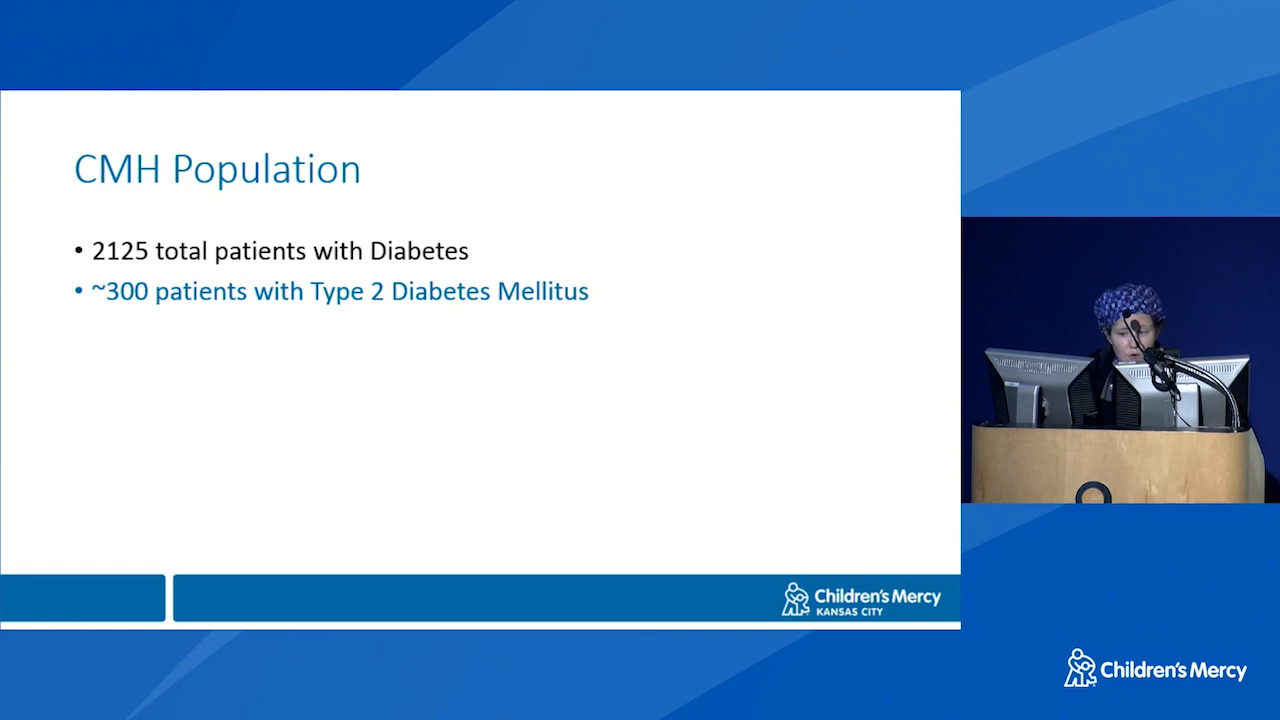 CMH Population
• 2125 total patients with Diabetes
• ~300 patients with Type 2 Diabetes Mellitus
Children's Mercy
KANSAS CITY
Children's Mercy